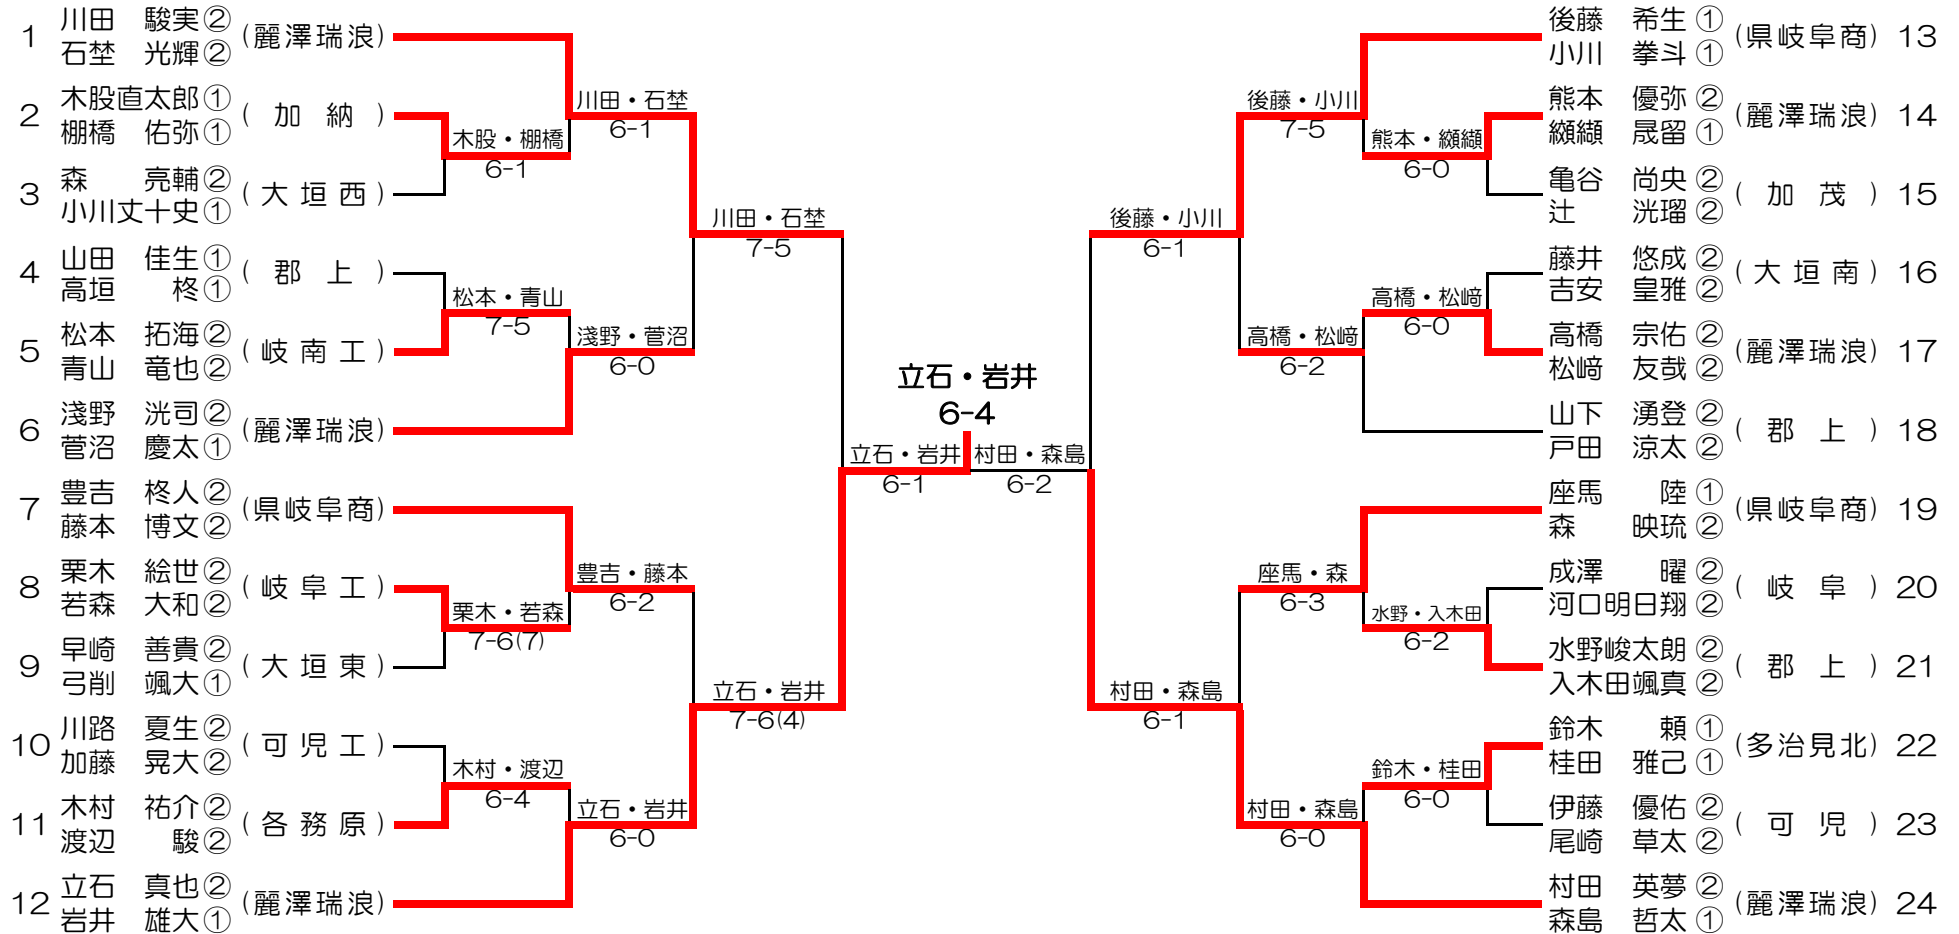 1 川田 駿実② (麗澤瑞浪)
石埜 光輝②
2 木股直太郎① (加納)
棚橋 佑弥①
3 森 亮輔② (大垣西)
小川丈十史①
4 山田 佳生① (郡上)
高垣 柊①
5 松本 拓海② (岐南工)
青山 竜也②
6 淺野 洸司② (麗澤瑞浪)
菅沼 慶太①
7 豊吉 柊人② (県岐阜商)
藤本 博文②
8 栗木 絵世② (岐阜工)
若森 大和②
9 早崎 善貴② (大垣東)
弓削 颯大①
10 川路 夏生② (可児工)
加藤 晃大②
11 木村 祐介② (各務原)
渡辺 駿②
12 立石 真也② (麗澤瑞浪)
岩井 雄大①
木股・棚橋
6-1
松本・青山
7-5
栗木・若森
7-6(7)
木村・渡辺
6-4
川田・石埜
6-1
淺野・菅沼
6-0
豊吉・藤本
6-2
立石・岩井
6-0
川田・石埜
7-5
立石・岩井
7-6(4)
立石・岩井
6-1
立石・岩井
6-4
村田・森島
6-2
後藤・小川
6-1
村田・森島
6-1
後藤・小川
7-5
高橋・松﨑
6-2
座馬・森
6-3
村田・森島
6-0
熊本・纐纈
6-0
高橋・松﨑
6-0
水野・入木田
6-2
鈴木・桂田
6-0
後藤 希生① (県岐阜商) 13
小川 拳斗①
熊本 優弥② (麗澤瑞浪) 14
纐纈 晟留①
亀谷 尚央② (加茂) 15
辻 洸瑠②
藤井 悠成② (大垣南) 16
吉安 皇雅②
高橋 宗佑② (麗澤瑞浪) 17
松﨑 友哉②
山下 湧登② (郡上) 18
戸田 涼太②
座馬 陸① (県岐阜商) 19
森 映琉②
成澤 曜② (岐阜) 20
河口明日翔②
水野峻太朗② (郡上) 21
入木田颯真②
鈴木 頼① (多治見北) 22
桂田 雅己①
伊藤 優佑② (可児) 23
尾崎 草太②
村田 英夢② (麗澤瑞浪) 24
森島 哲太①